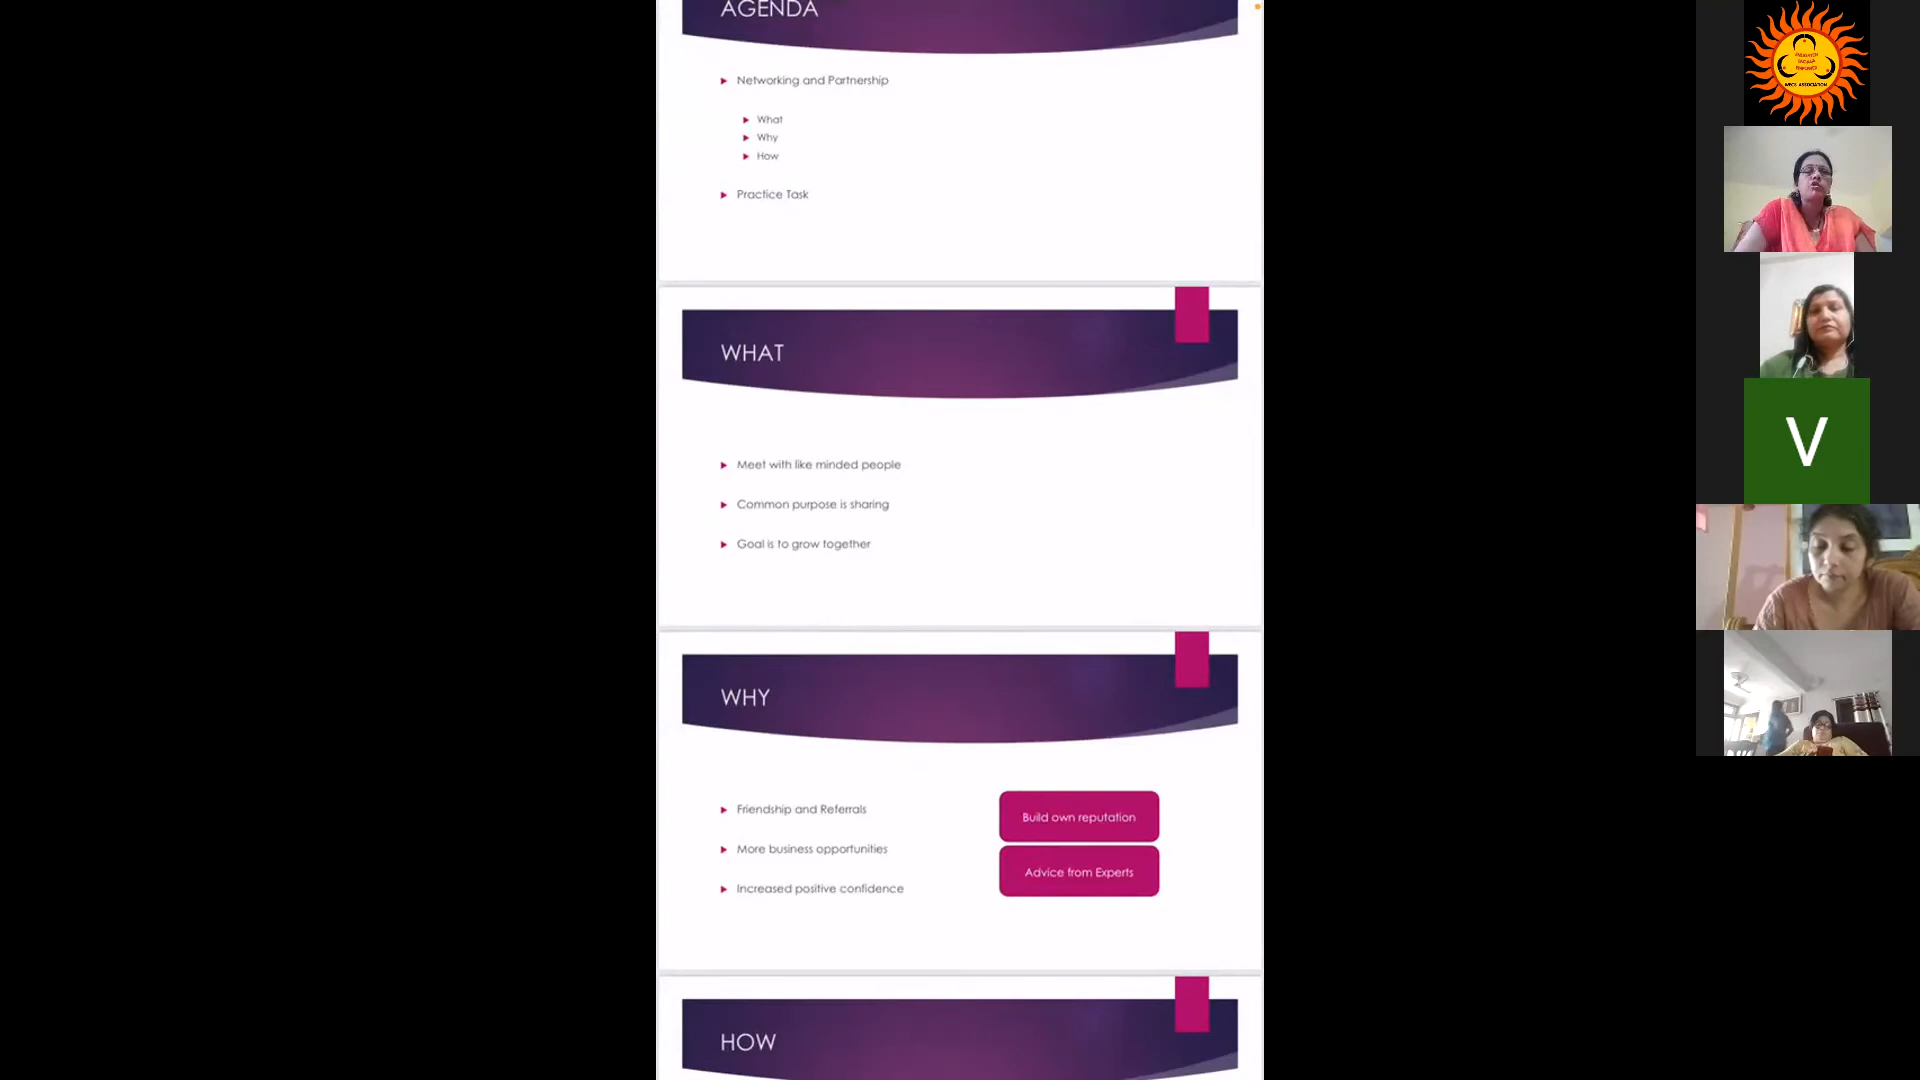 AGENDA
Networking and Partnership
What
Why
How
Practice Task
WHAT
Meet with like minded people
Common purpose is sharing
Goal is to grow together
WHY
Friendship and Referrals
More business opportunities
Increased positive confidence
Build own reputation
Advice from Experts
HOW
V
ASSOCIATION